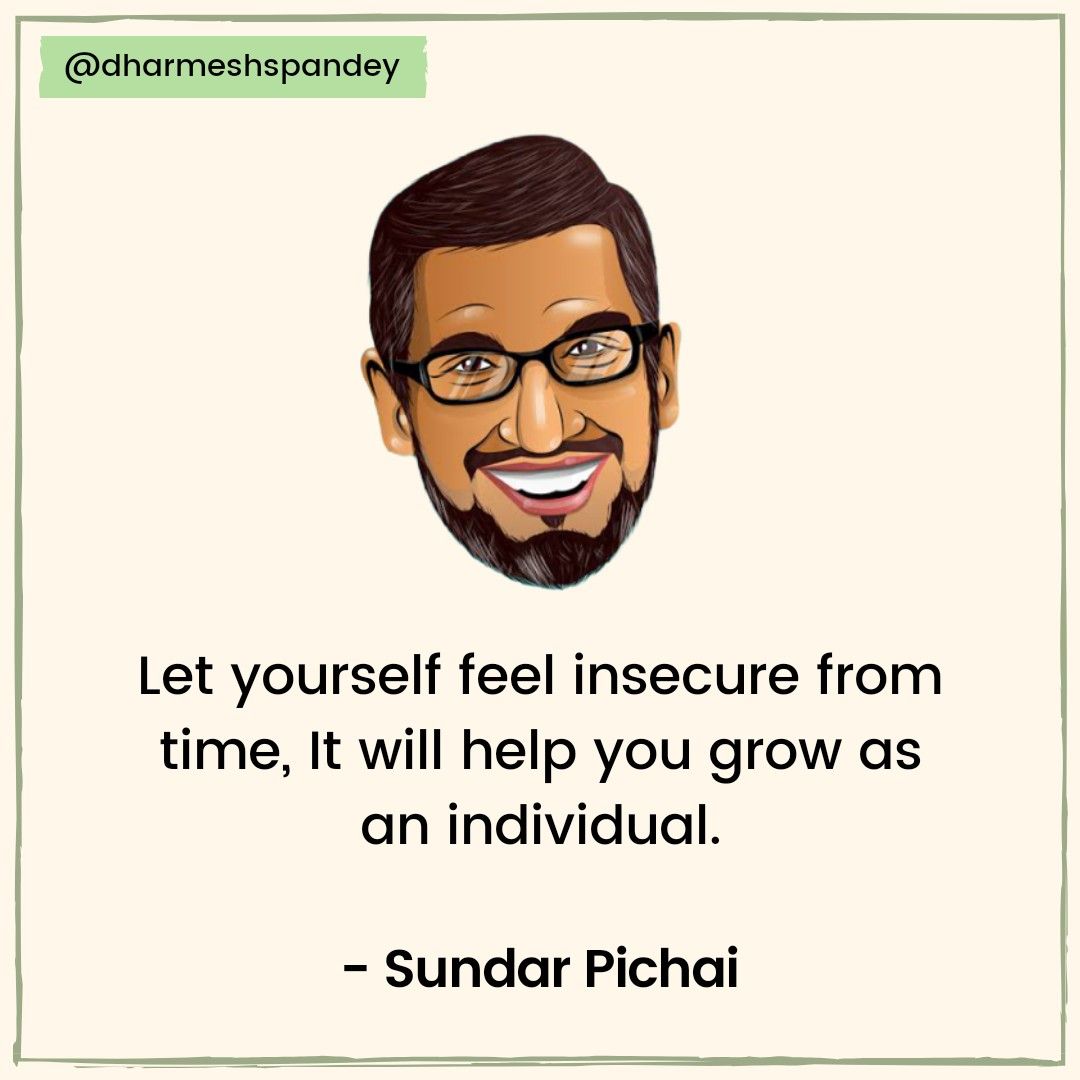 @dharmeshspandey
Let yourself feel insecure from
time, It will help you grow as
an individual.
- Sundar Pichai